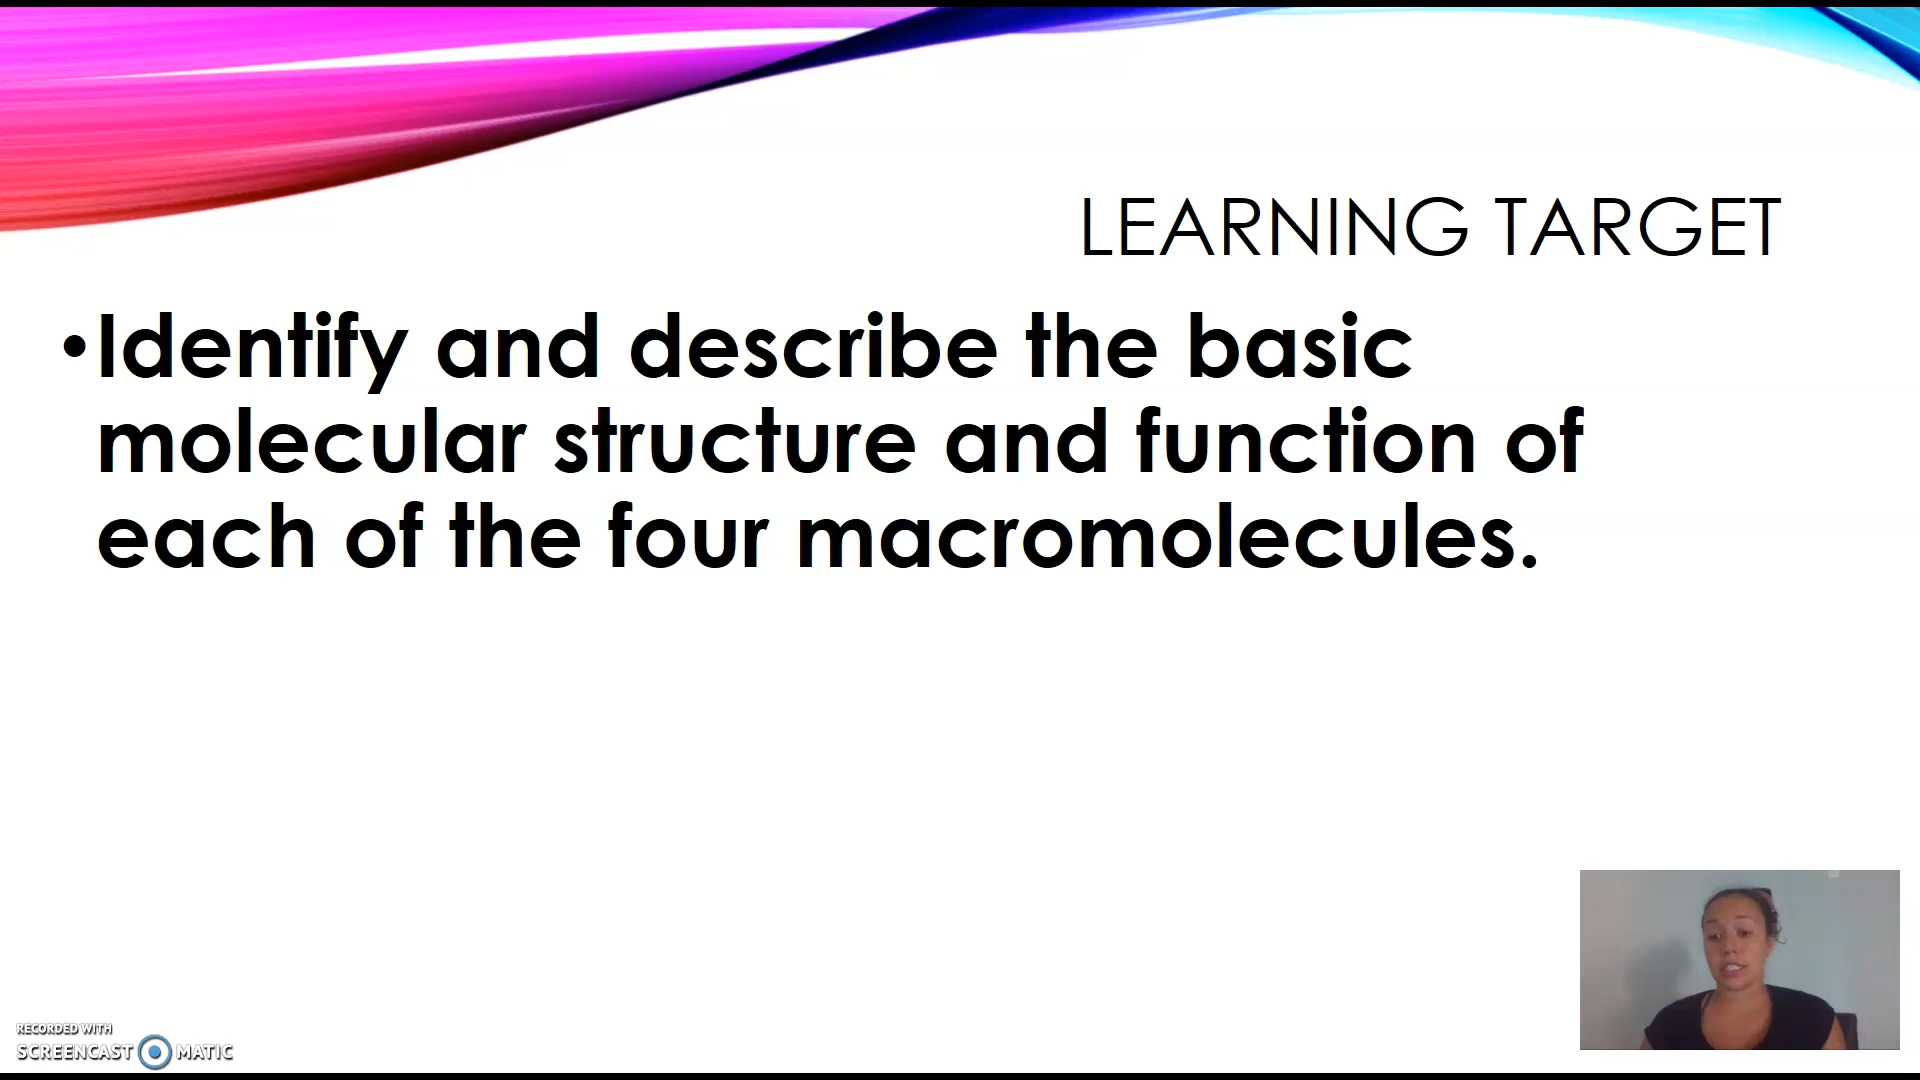 LEARNING TARGET
•Identify and describe the basic
molecular structure and function of
each of the four macromolecules.
RECORDED WITH
SCREENCAST MATIC